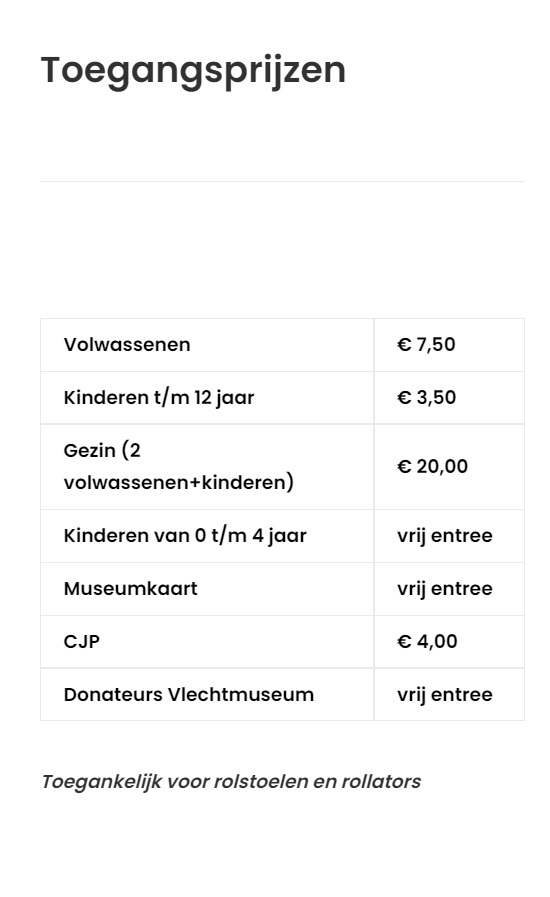 Toegangsprijzen
Volwassenen € 7,50
Kinderen t/m 12 jaar € 3,50
Gezin (2
volwassenen+kinderen) € 20,00
Kinderen van 0 t/m 4 jaar vrij entree
Museumkaart vrij entree
CJP € 4,00
Donateurs Vlechtmuseum vrij entree
Toegankelijk voor rolstoelen en rollators